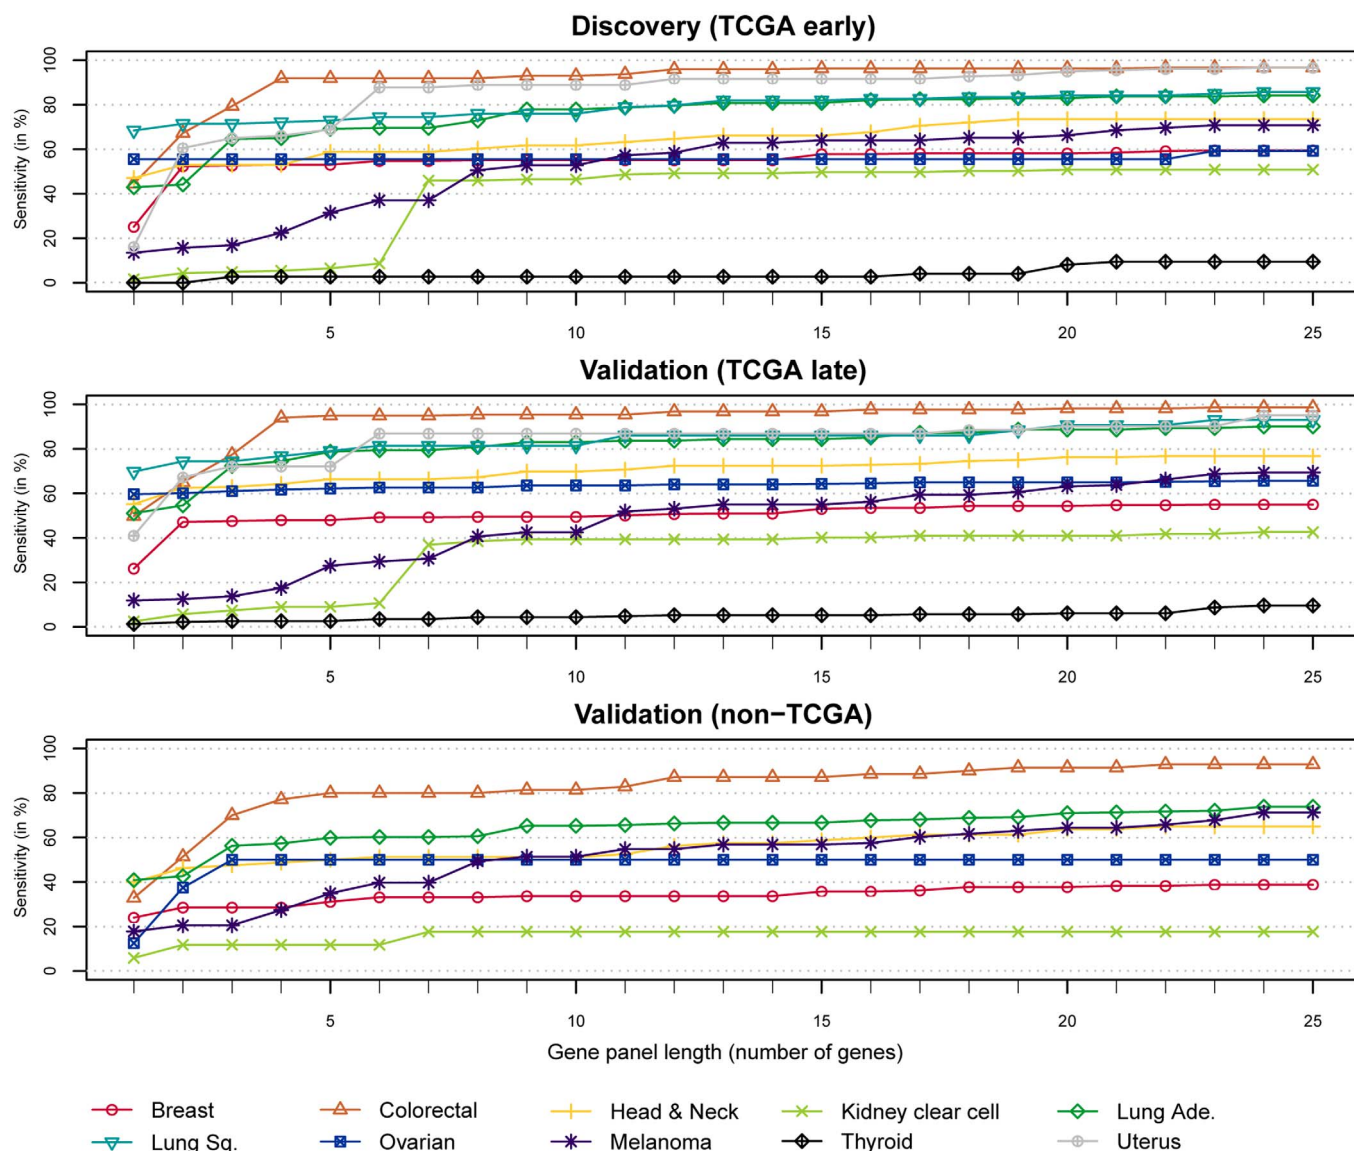 Discovery (TCGA early)
Sensitivity (in %)
0 20 40 60 80 100
5 10 15 20 25
Validation (TCGA late)
Sensitivity (in %)
0 20 40 60 80 100
5 10 15 20 25
Validation (non−TCGA)
Sensitivity (in %)
0 20 40 60 80 100
5 10 15 20 25
Gene panel length (number of genes)
Breast Colorectal Head & Neck Kidney clear cell Lung Ade.
Lung Sq. Ovarian Melanoma Thyroid Uterus